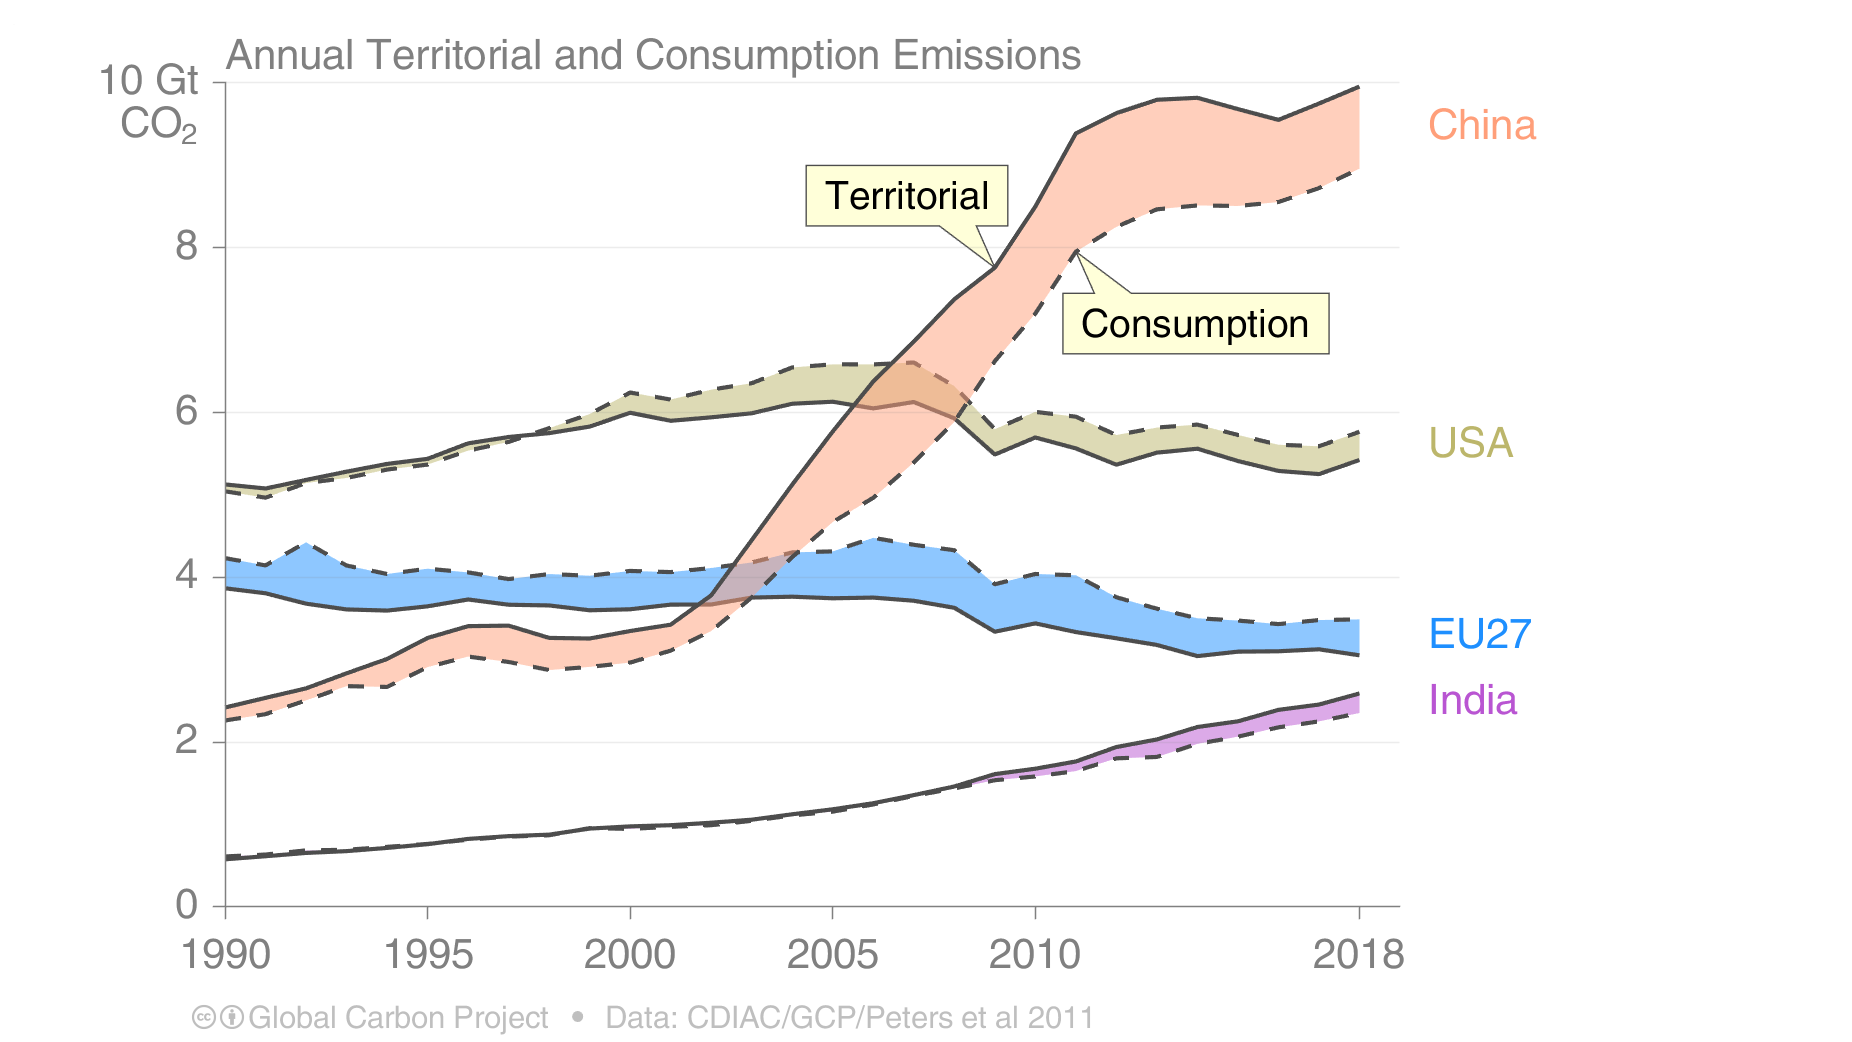 Annual Territorial and Consumption Emissions
10 Gt
CO₂
China
Territorial
8
Consumption
6
USA
4
EU27
India
2
0
1990 1995 2000 2005 2010 2018
cc Global Carbon Project • Data: CDIAC/GCP/Peters et al 2011